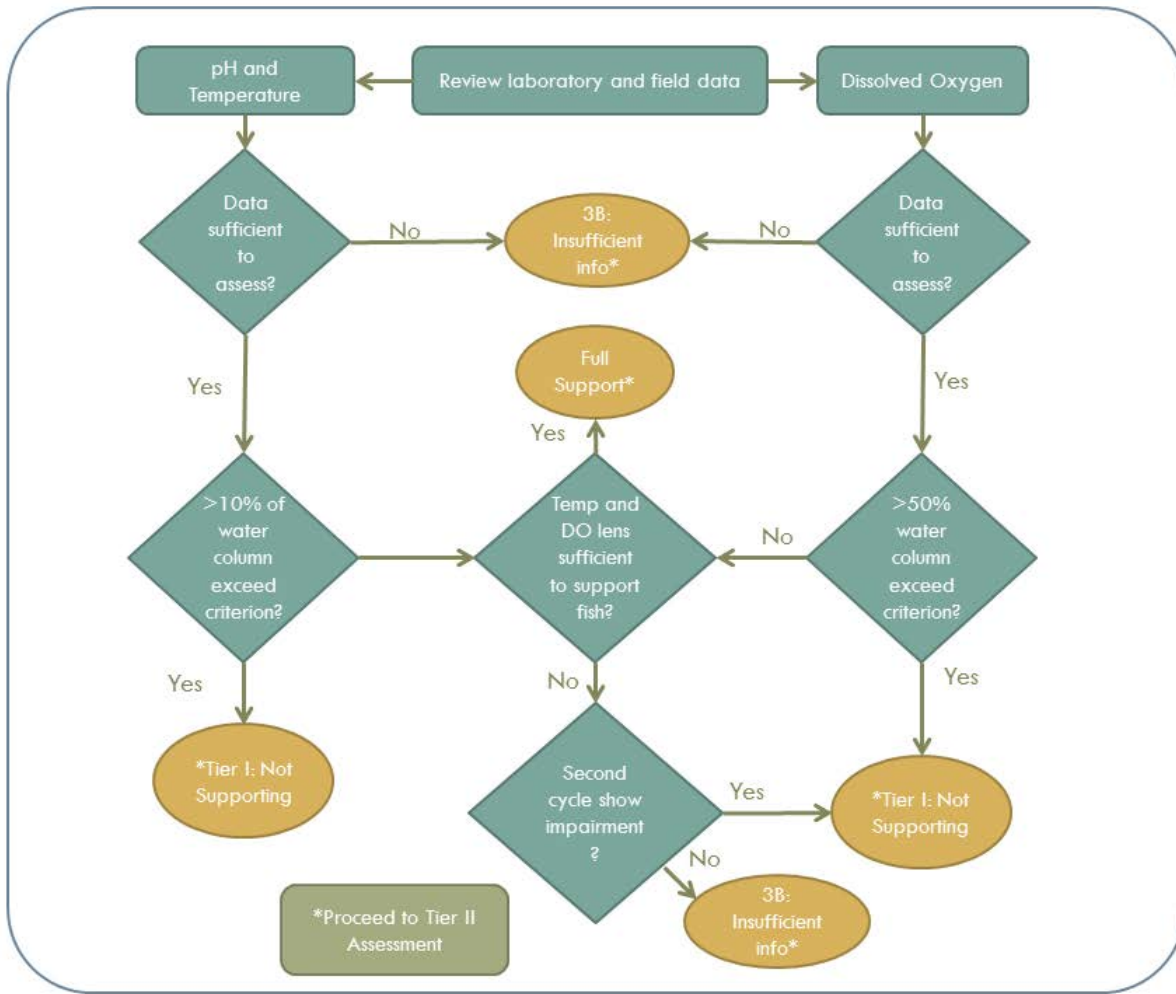 pH and
Temperature
Review laboratory and field data
Dissolved Oxygen
Data
sufficient
to
assess?
No
3B:
Insufficient
info*
No
Data
sufficient
to
assess?
Yes
Full
Support*
Yes
Yes
>10% of
water
column
exceed
criterion?
Temp and
DO lens
sufficient
to support
fish?
No
>50%
water
column
exceed
criterion?
Yes
No
Yes
*Tier I: Not
Supporting
Second
cycle show
impairment
?
Yes
*Tier I: Not
Supporting
No
3B:
Insufficient
info*
*Proceed to Tier II
Assessment